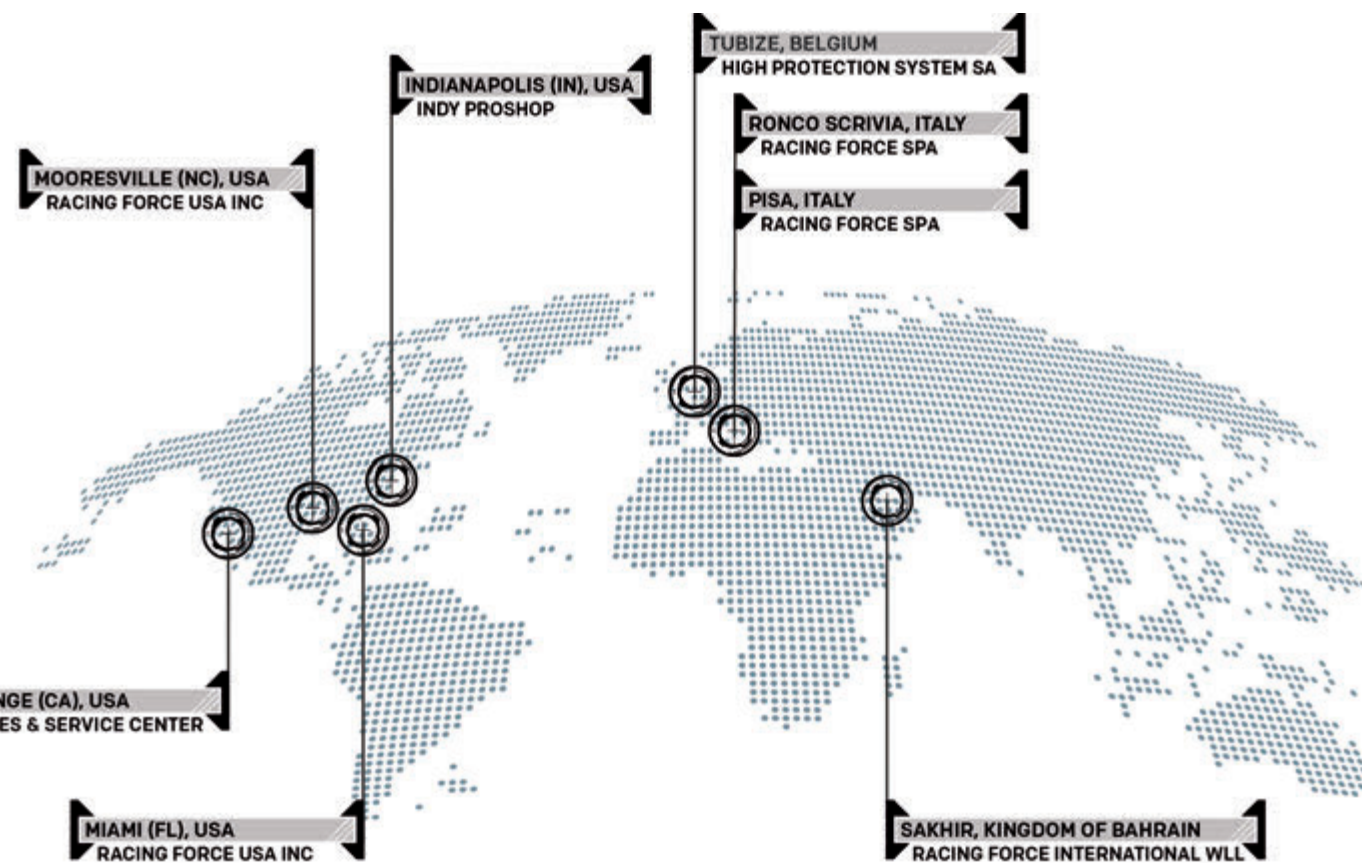 TUBIZE, BELGIUM
HIGH PROTECTION SYSTEM SA
INDIANAPOLIS (IN), USA
INDY PROSHOP
RONCO SCRIVIA, ITALY
RACING FORCE SPA
MOORESVILLE (NC), USA
RACING FORCE USA INC
PISA, ITALY
RACING FORCE SPA
NGE (CA), USA
ES & SERVICE CENTER
MIAMI (FL), USA
RACING FORCE USA INC
SAKHIR, KINGDOM OF BAHRAIN
RACING FORCE INTERNATIONAL WLL